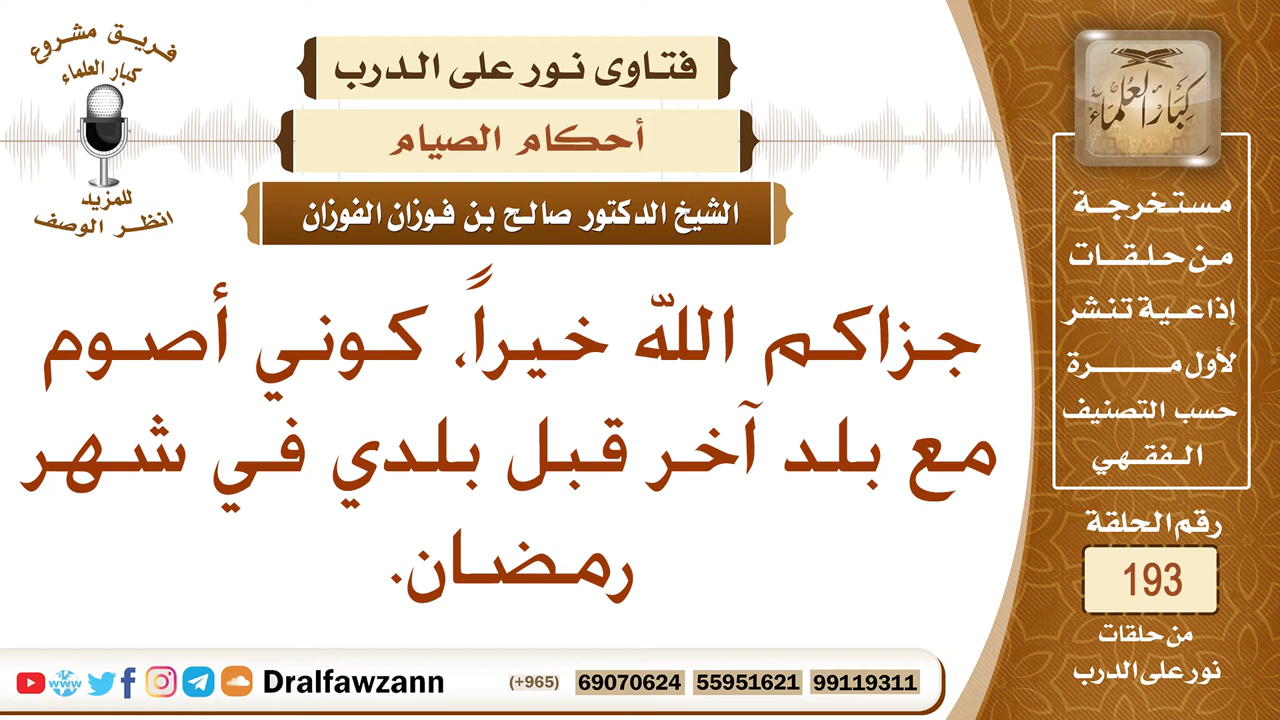 فريق مشروع
كبار العلماء
للمزيد
انظر الوصف
فتاوى نور على الدرب
أحكام الصيام
الشيخ الدكتور صالح بن فوزان الفوزان
جزاكم الله خيراً، كوني أصوم
مع بلد آخر قبل بلدي في شهر
رمضان.
كبار العلماء
مستخرجة
من حلقات
إذاعية تنشر
لأول مرة
حسب التصنيف
الفقهي
رقم الحلقة
193
من حلقات
نور على الدرب
www
Dralfawzann
(+965) 69070624 55951621 99119311